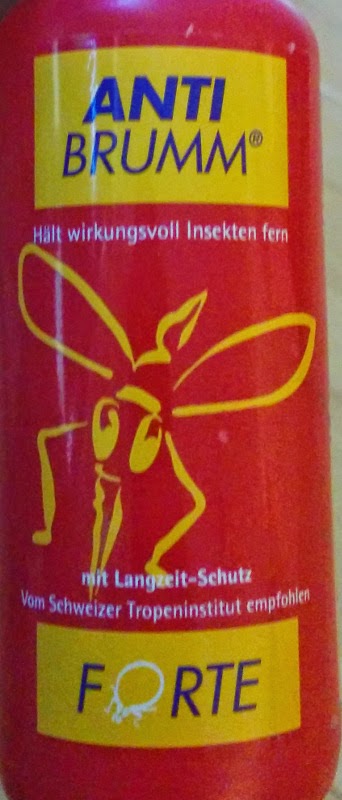 ANTI
BRUMM®
Hält wirkungsvoll Insekten fern
mit Langzeit-Schutz
Vom Schweizer Tropeninstitut empfohlen
FORTE